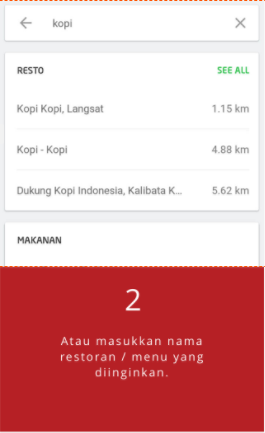 kopi
RESTO SEE ALL
Kopi Kopi, Langsat 1.15 km
Kopi - Kopi 4.88 km
Dukung Kopi Indonesia, Kalibata K... 5.62 km
MAKANAN
2
Atau masukkan nama
restoran / menu yang
diinginkan.